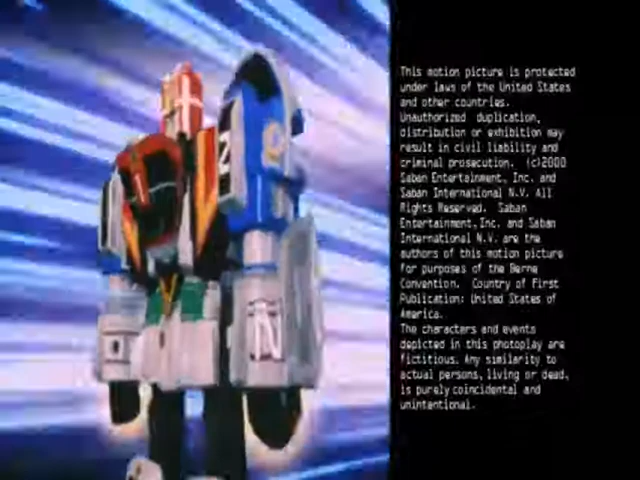 This motion picture is protected
under laws of the United States
and other countries.
Unauthorized duplication,
distribution or exhibition may
result in civil liability and
criminal prosecution. (c)2000
Saban Entertainment, Inc. and
Saban International N.V. All
Rights Reserved. Saban
Entertainment, Inc. and Saban
International N.V. are the
authors of this motion picture
for purposes of the Berne
Convention. Country of First
Publication: United States of
America.
The characters and events
depicted in this photoplay are
fictitious. Any similarity to
actual persons, living or dead,
is purely coincidental and
unintentional.
1
2